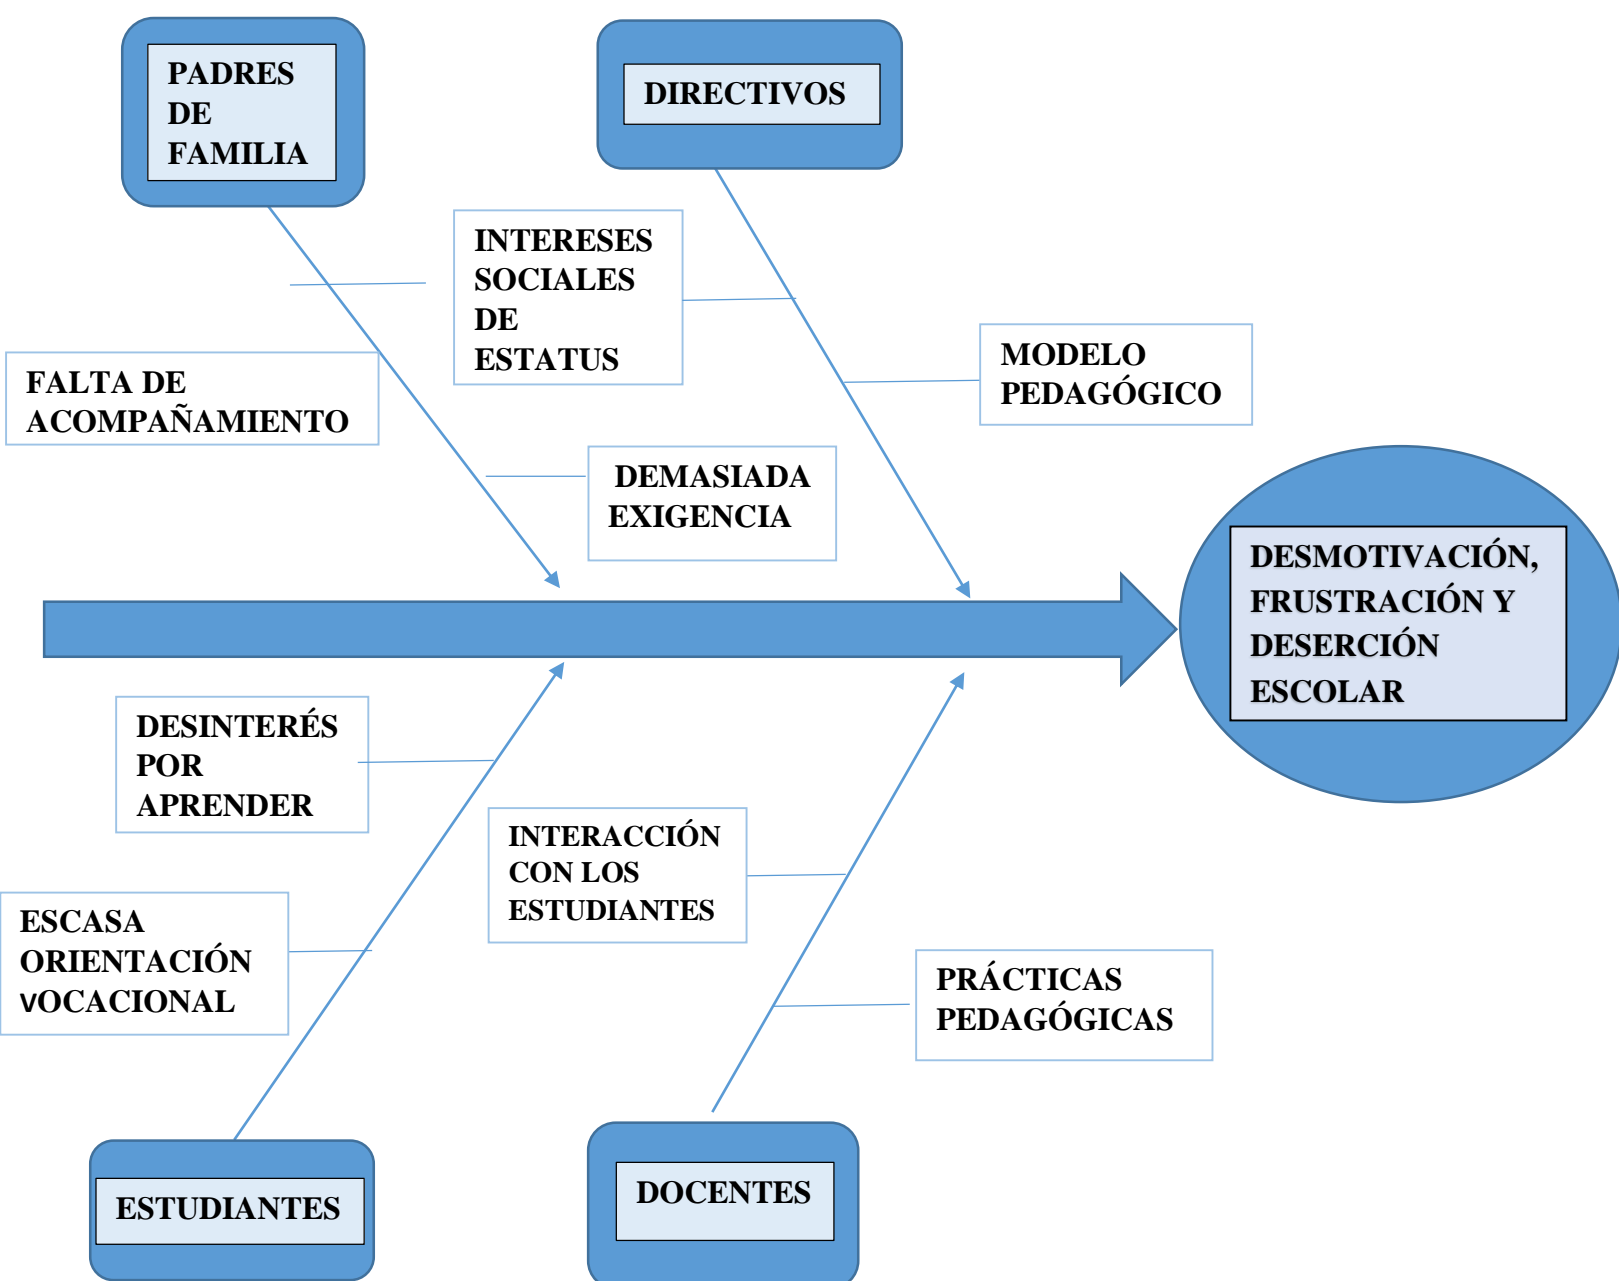 PADRES
DE
FAMILIA
DIRECTIVOS
INTERESES
SOCIALES
DE
ESTATUS
FALTA DE
ACOMPAÑAMIENTO
MODELO
PEDAGÓGICO
DEMASIADA
EXIGENCIA
DESMOTIVACIÓN,
FRUSTRACIÓN Y
DESERCIÓN
ESCOLAR
DESINTERÉS
POR
APRENDER
INTERACCIÓN
CON LOS
ESTUDIANTES
ESCASA
ORIENTACIÓN
vOCACIONAL
PRÁCTICAS
PEDAGÓGICAS
ESTUDIANTES
DOCENTES